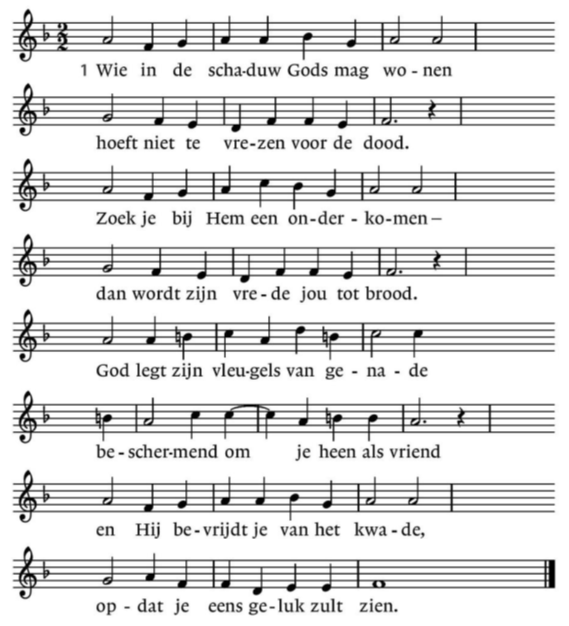 1 Wie in de scha-duw Gods mag wo - nen
hoeft niet te vre-zen voor de dood.
Zoek je bij Hem een on-der - ko-men –
dan wordt zijn vre - de jou tot brood.
God legt zijn vleu-gels van ge - na - de
be - scher-mend om je heen als vriend
en Hij be - vrijdt je van het kwa - de,
op - dat je eens ge - luk zult zien.